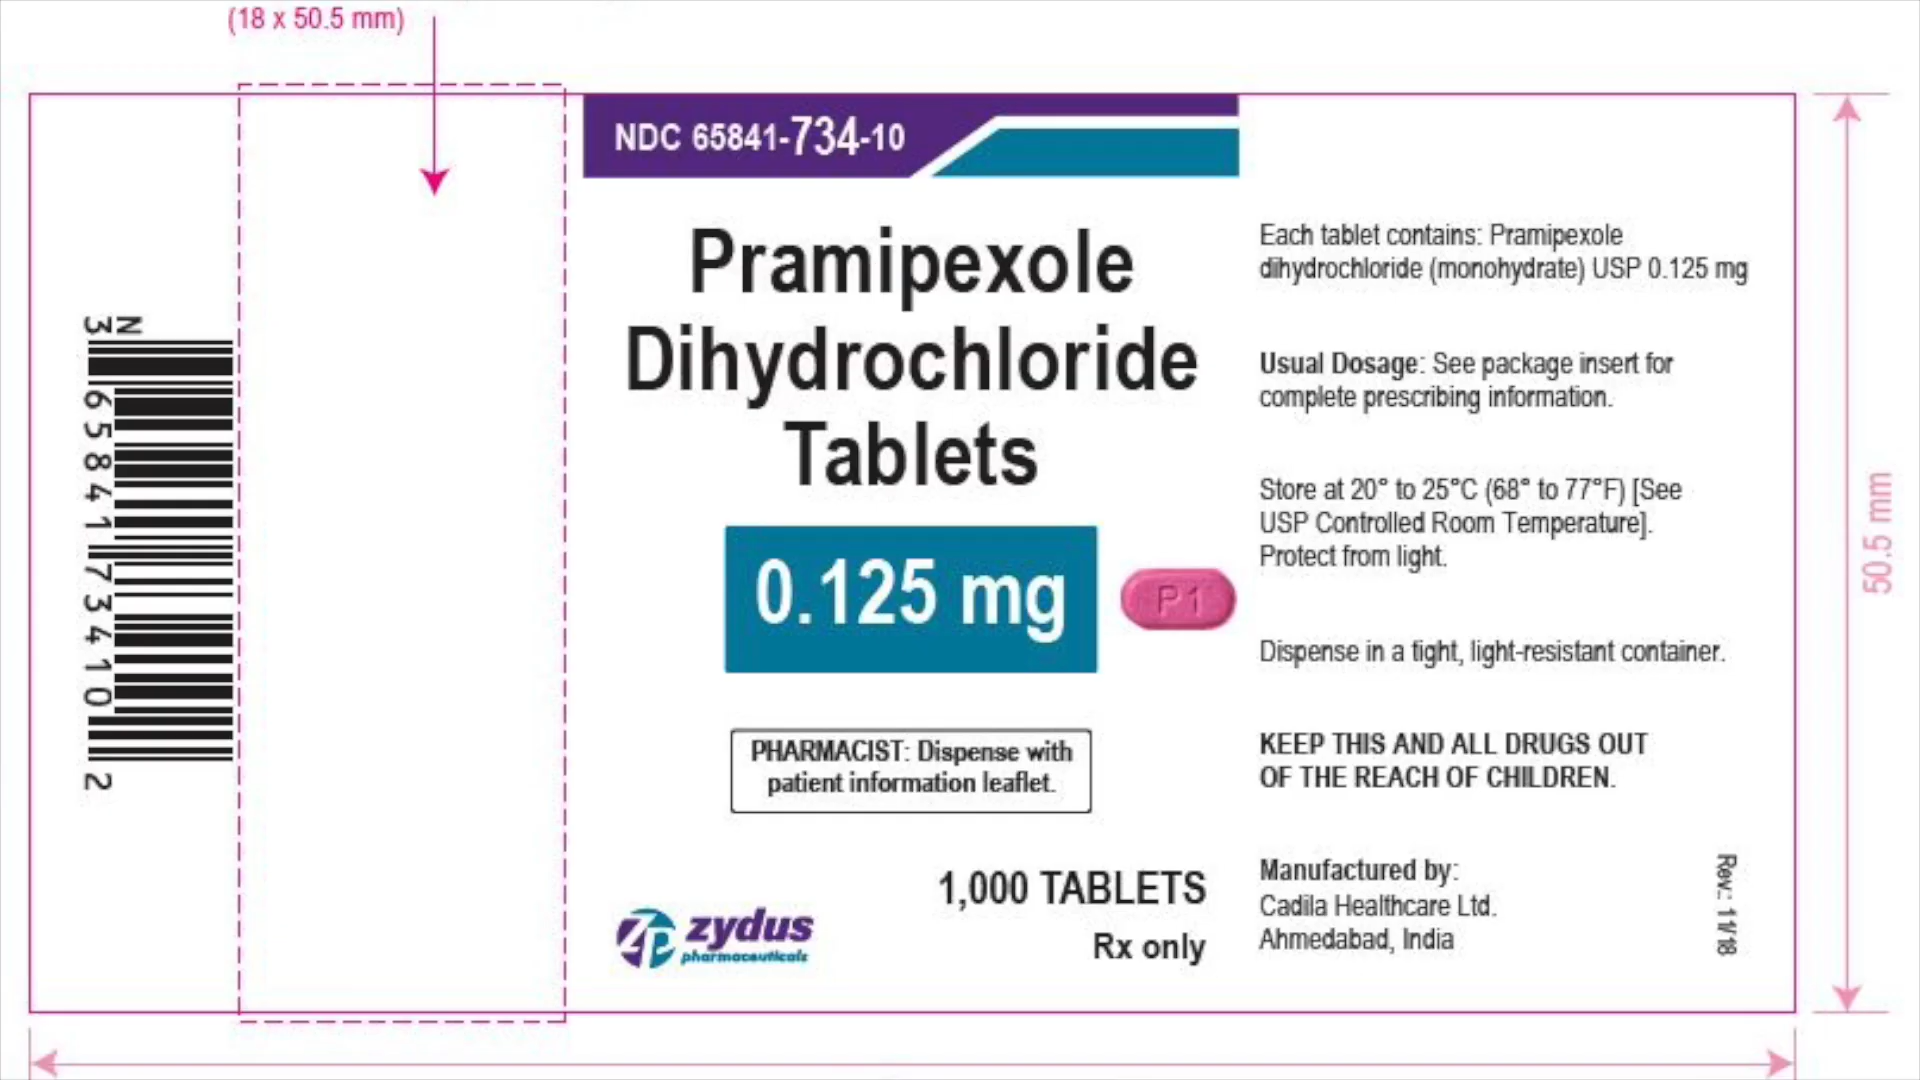 (18 x 50.5 mm)
NDC 65841-734-10
Pramipexole
Dihydrochloride
Tablets
0.125 mg
P1
PHARMACIST: Dispense with
patient information leaflet.
1,000 TABLETS
Rx only
zydus
pharmaceuticals
Each tablet contains: Pramipexole
dihydrochloride (monohydrate) USP 0.125 mg
Usual Dosage: See package insert for
complete prescribing information.
Store at 20° to 25°C (68° to 77°F) [See
USP Controlled Room Temperature].
Protect from light.
Dispense in a tight, light-resistant container.
KEEP THIS AND ALL DRUGS OUT
OF THE REACH OF CHILDREN.
Manufactured by:
Cadila Healthcare Ltd.
Ahmedabad, India
Rev.: 11/18
N
3 65841 73410 2
50.5 mm